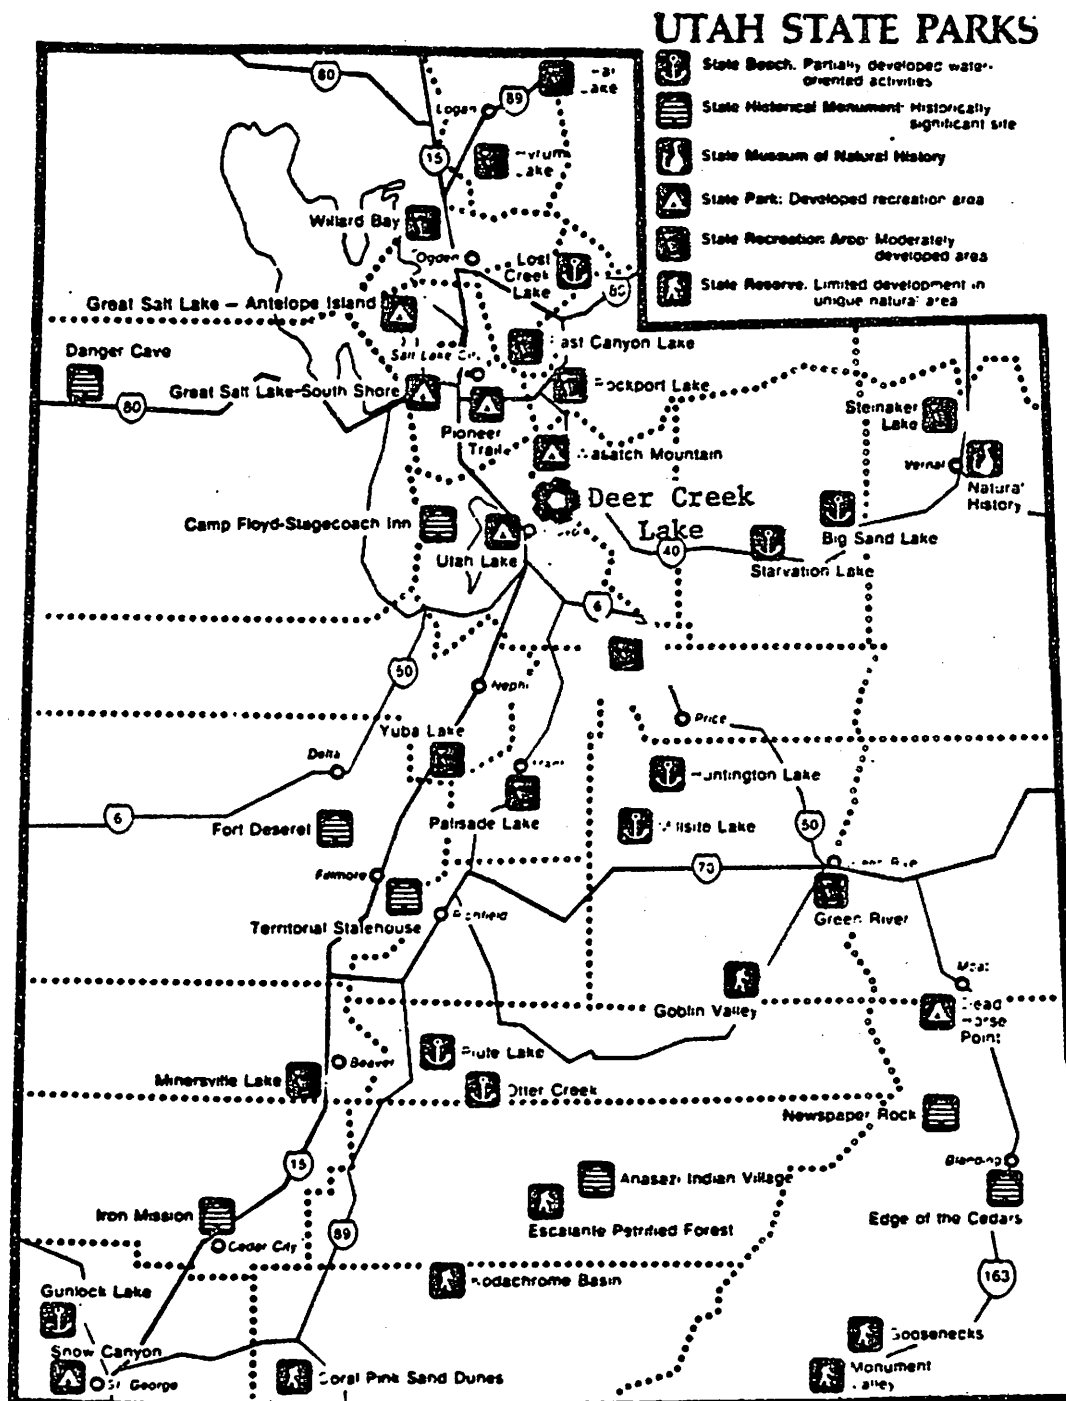 UTAH STATE PARKS
State Beach. Partially developed water-
oriented activities
State Historical Monument- Historically
significant site
State Museum of Natural History
State Park: Developed recreation area
State Recreation Area- Moderately
developed area
State Reserve. Limited development in
unique natural area
80
Logan
89
Lake
15
Lake
Willard Bay
Ogden
Lost
Creek
Lake
80
Great Salt Lake – Antelope Island
Danger Cave
Salt Lake City
East Canyon Lake
Great Salt Lake-South Shore
Rockport Lake
80
Pioneer
Trail
Steinaker
Lake
Wasatch Mountain
Vernal
Natural
History
Deer Creek
Lake
Camp Floyd-Stagecoach Inn
Utah Lake
40
Big Sand Lake
Starvation Lake
6
50
Nephi
Price
Yuba Lake
Delta
Huntington Lake
6
Fort Deseret
Palisade Lake
Millsite Lake
50
70
Fillmore
Green River
Territorial Statehouse
Richfield
Moab
Goblin Valley
Dead
Horse
Point
Beaver
Piute Lake
Minersville Lake
Otter Creek
Newspaper Rock
15
Blanding
Anasazi Indian Village
Iron Mission
Escalante Petrified Forest
Edge of the Cedars
Cedar City
89
163
Kodachrome Basin
Gunlock Lake
Goosenecks
Snow Canyon
Monument
Valley
St. George
Coral Pink Sand Dunes